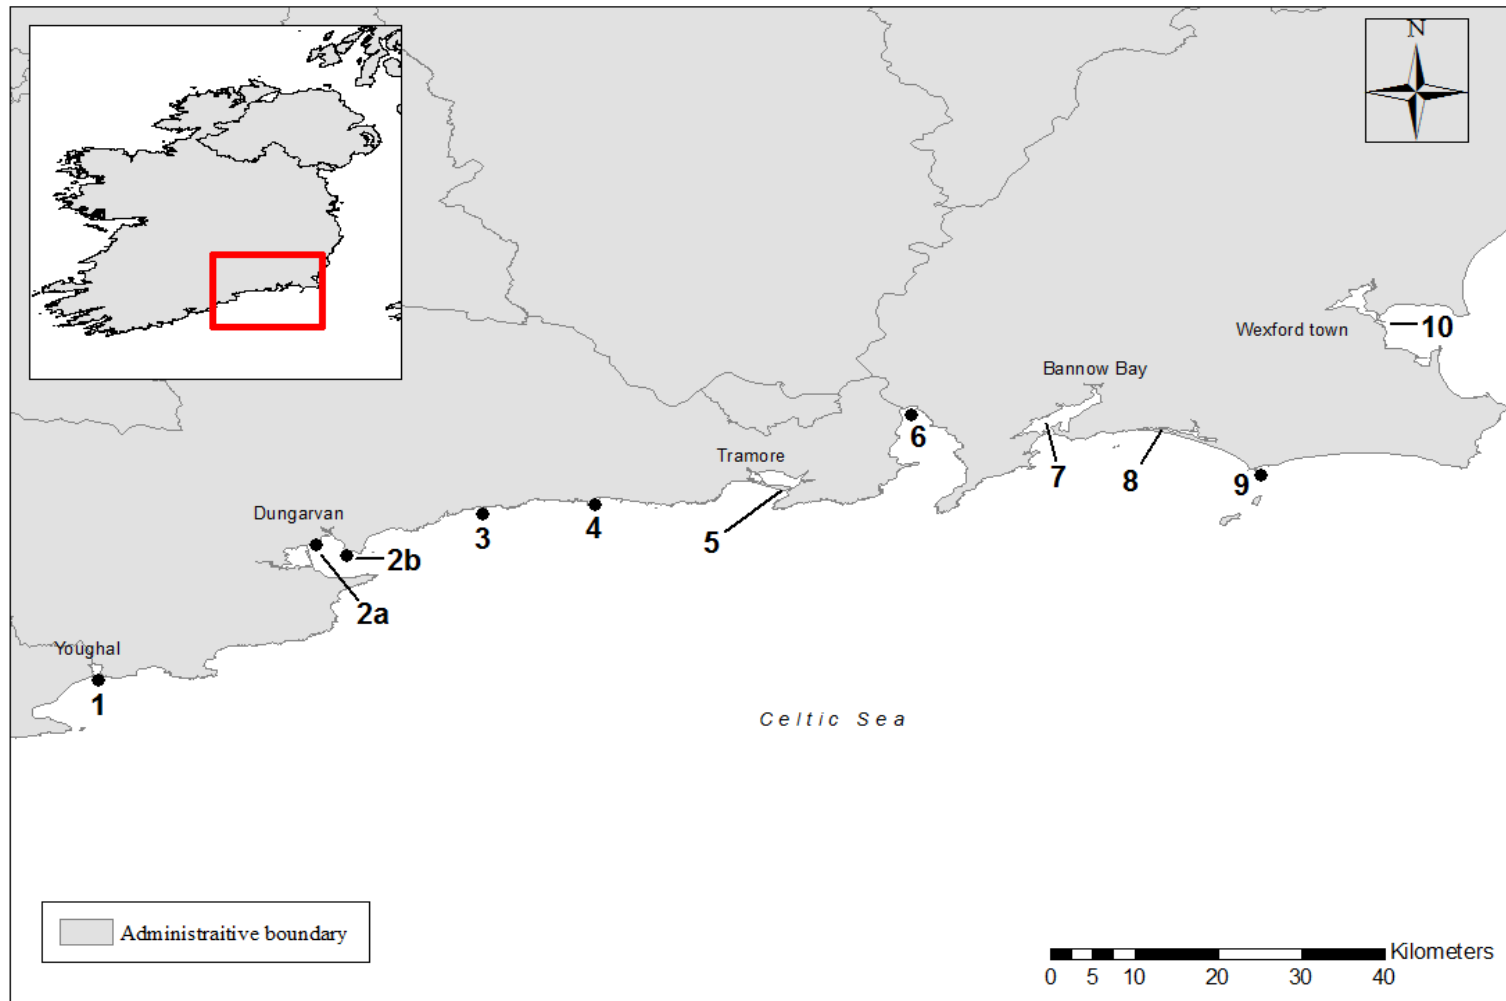 N
Wexford town
10
Bannow Bay
6
7
8
9
Tramore
5
Dungarvan
3
4
2b
2a
Youghal
1
Celtic Sea
Administraitive boundary
Kilometers
0 5 10 20 30 40